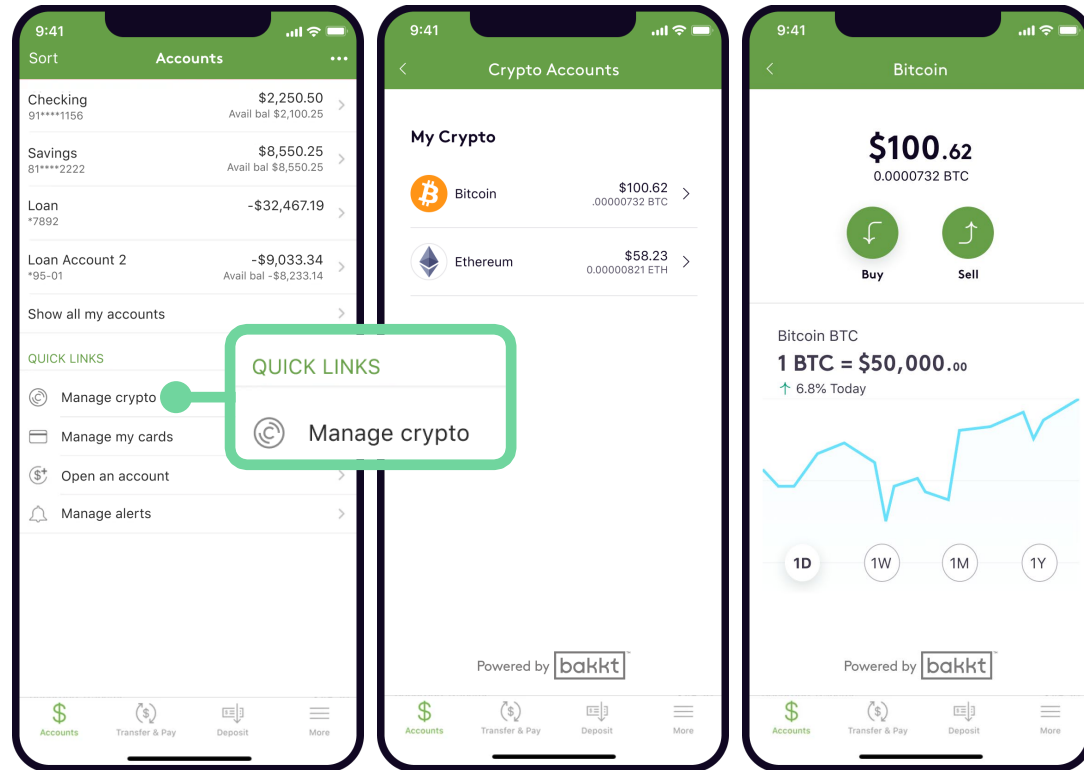 9:41
Sort Accounts
Checking $2,250.50
91****1156 Avail bal $2,100.25
Savings $8,550.25
81****2222 Avail bal $8,550.25
Loan -$32,467.19
*7892
Loan Account 2 -$9,033.34
*95-01 Avail bal -$8,233.14
Show all my accounts
QUICK LINKS
Manage crypto
Manage my cards
Open an account
Manage alerts
Accounts Transfer & Pay Deposit More
QUICK LINKS
Manage crypto
9:41
Crypto Accounts
My Crypto
Bitcoin $100.62
.00000732 BTC
Ethereum $58.23
0.00000821 ETH
Powered by bakkt™
Accounts Transfer & Pay Deposit More
9:41
Bitcoin
$100.62
0.0000732 BTC
Buy Sell
Bitcoin BTC
1 BTC = $50,000.00
↑ 6.8% Today
1D 1W 1M 1Y
Powered by bakkt™
Accounts Transfer & Pay Deposit More